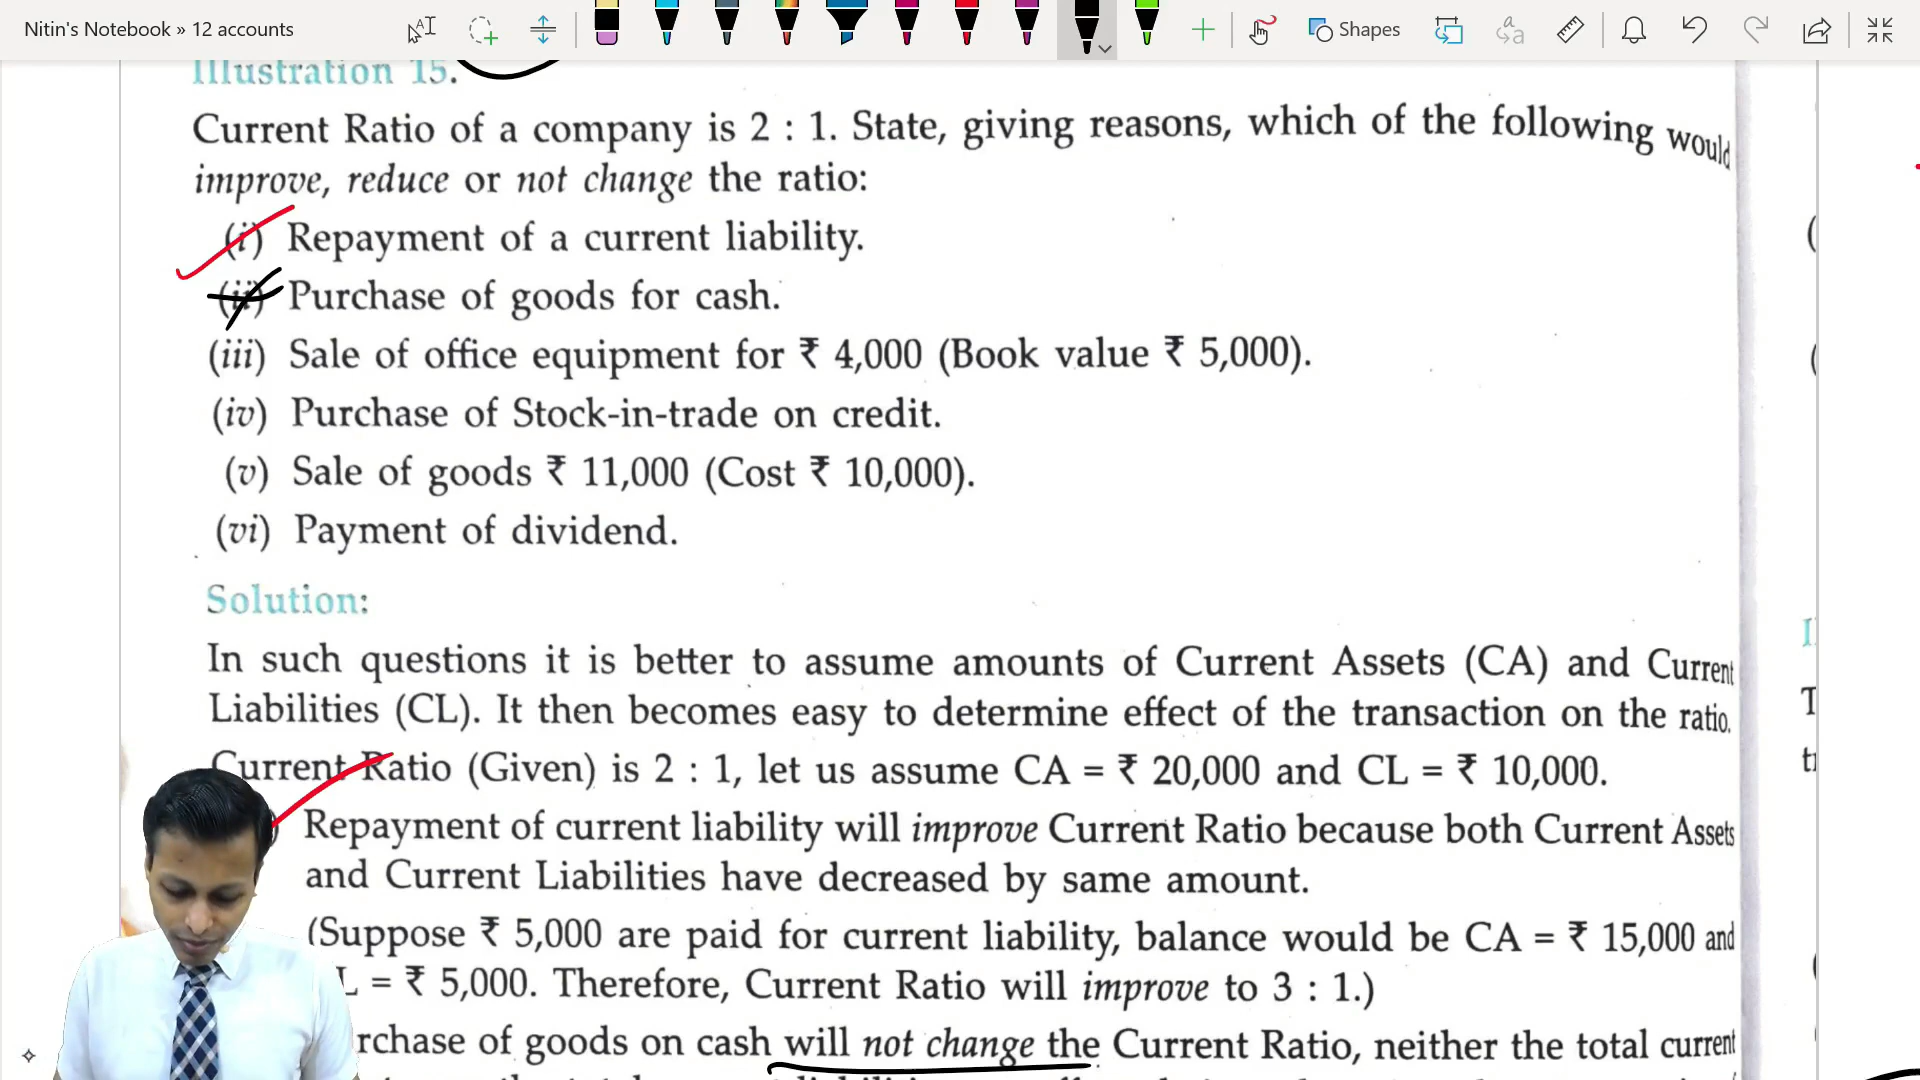 Nitin's Notebook » 12 accounts
Shapes
Illustration 15.
Current Ratio of a company is 2 : 1. State, giving reasons, which of the following would
improve, reduce or not change the ratio:
(i) Repayment of a current liability.
(ii) Purchase of goods for cash.
(iii) Sale of office equipment for ₹ 4,000 (Book value ₹ 5,000).
(iv) Purchase of Stock-in-trade on credit.
(v) Sale of goods ₹ 11,000 (Cost ₹ 10,000).
(vi) Payment of dividend.
Solution:
In such questions it is better to assume amounts of Current Assets (CA) and Current
Liabilities (CL). It then becomes easy to determine effect of the transaction on the ratio.
Current Ratio (Given) is 2 : 1, let us assume CA = ₹ 20,000 and CL = ₹ 10,000.
Repayment of current liability will improve Current Ratio because both Current Assets
and Current Liabilities have decreased by same amount.
(Suppose ₹ 5,000 are paid for current liability, balance would be CA = ₹ 15,000 and
L = ₹ 5,000. Therefore, Current Ratio will improve to 3 : 1.)
rchase of goods on cash will not change the Current Ratio, neither the total current